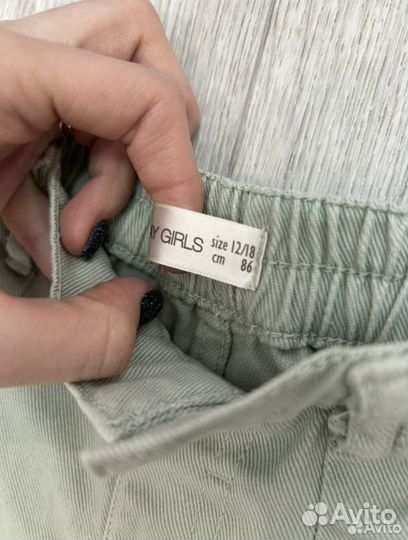 Y GIRLS
size 12/18
cm 86
Avito